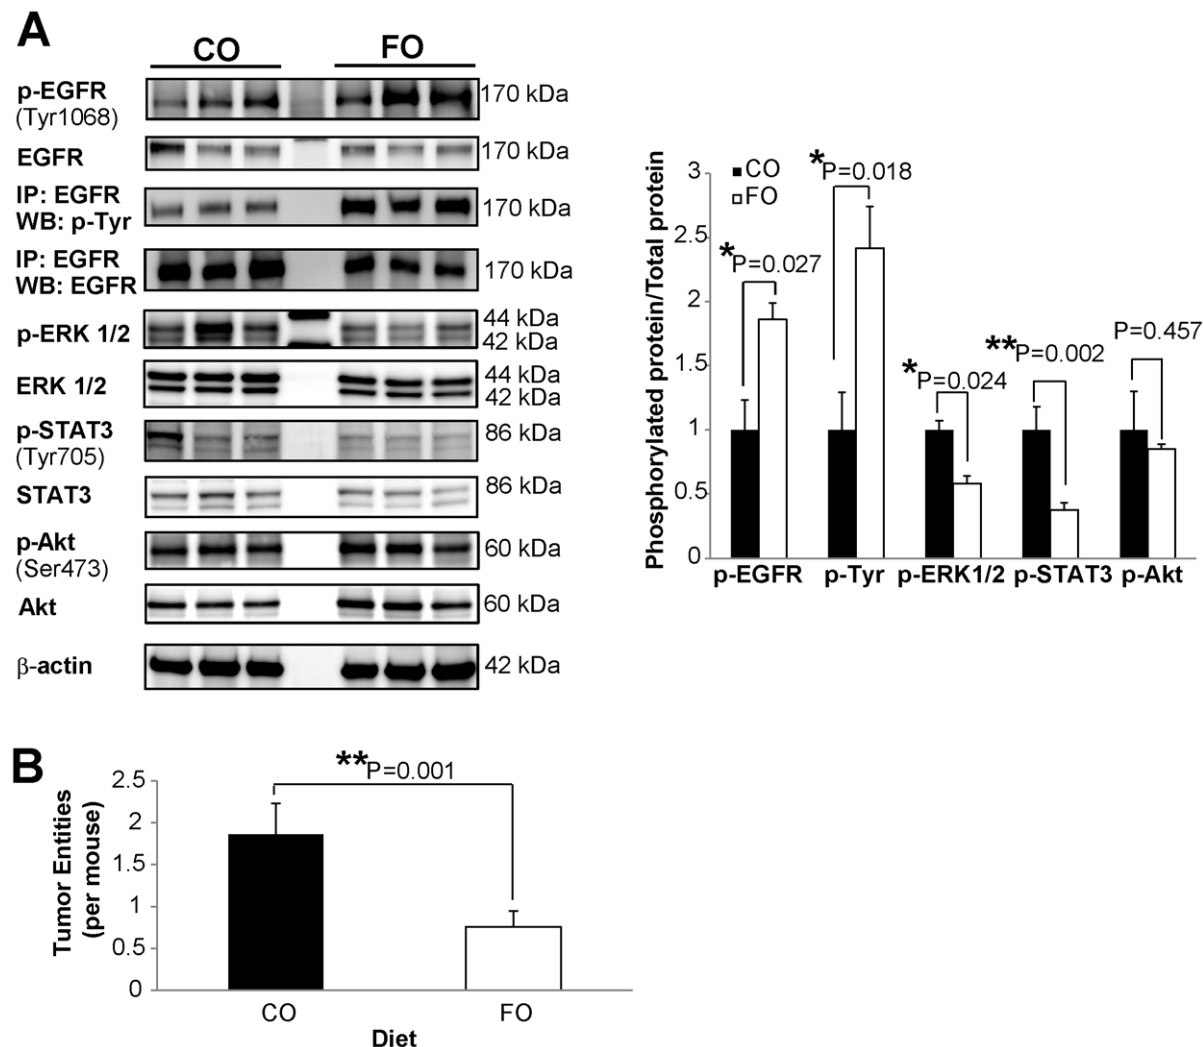 A
CO FO
p-EGFR 170 kDa
(Tyr1068)
EGFR 170 kDa
IP: EGFR
WB: p-Tyr 170 kDa
IP: EGFR
WB: EGFR 170 kDa
p-ERK 1/2 44 kDa
42 kDa
ERK 1/2 44 kDa
42 kDa
p-STAT3 86 kDa
(Tyr705)
STAT3 86 kDa
p-Akt 60 kDa
(Ser473)
Akt 60 kDa
β-actin 42 kDa
Phosphorylated protein/Total protein
3
2.5
2
1.5
1
0.5
0
CO
FO
*P=0.027
*P=0.018
*P=0.024
**P=0.002
P=0.457
p-EGFR p-Tyr p-ERK1/2 p-STAT3 p-Akt
B
**P=0.001
Tumor Entities
(per mouse)
2.5
2
1.5
1
0.5
0
CO FO
Diet